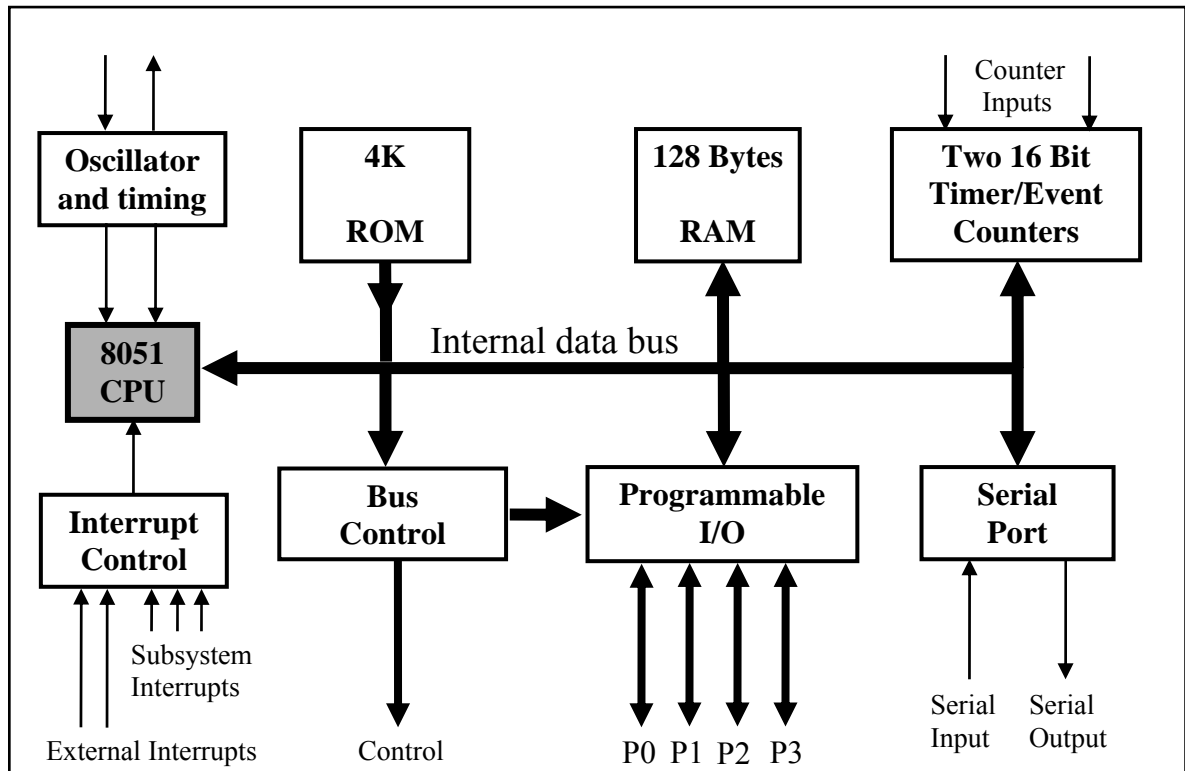 Counter
Inputs
Oscillator
and timing
4K
ROM
128 Bytes
RAM
Two 16 Bit
Timer/Event
Counters
8051
CPU
Internal data bus
Interrupt
Control
Bus
Control
Programmable
I/O
Serial
Port
Subsystem
Interrupts
External Interrupts
Control
P0 P1 P2 P3
Serial
Input
Serial
Output